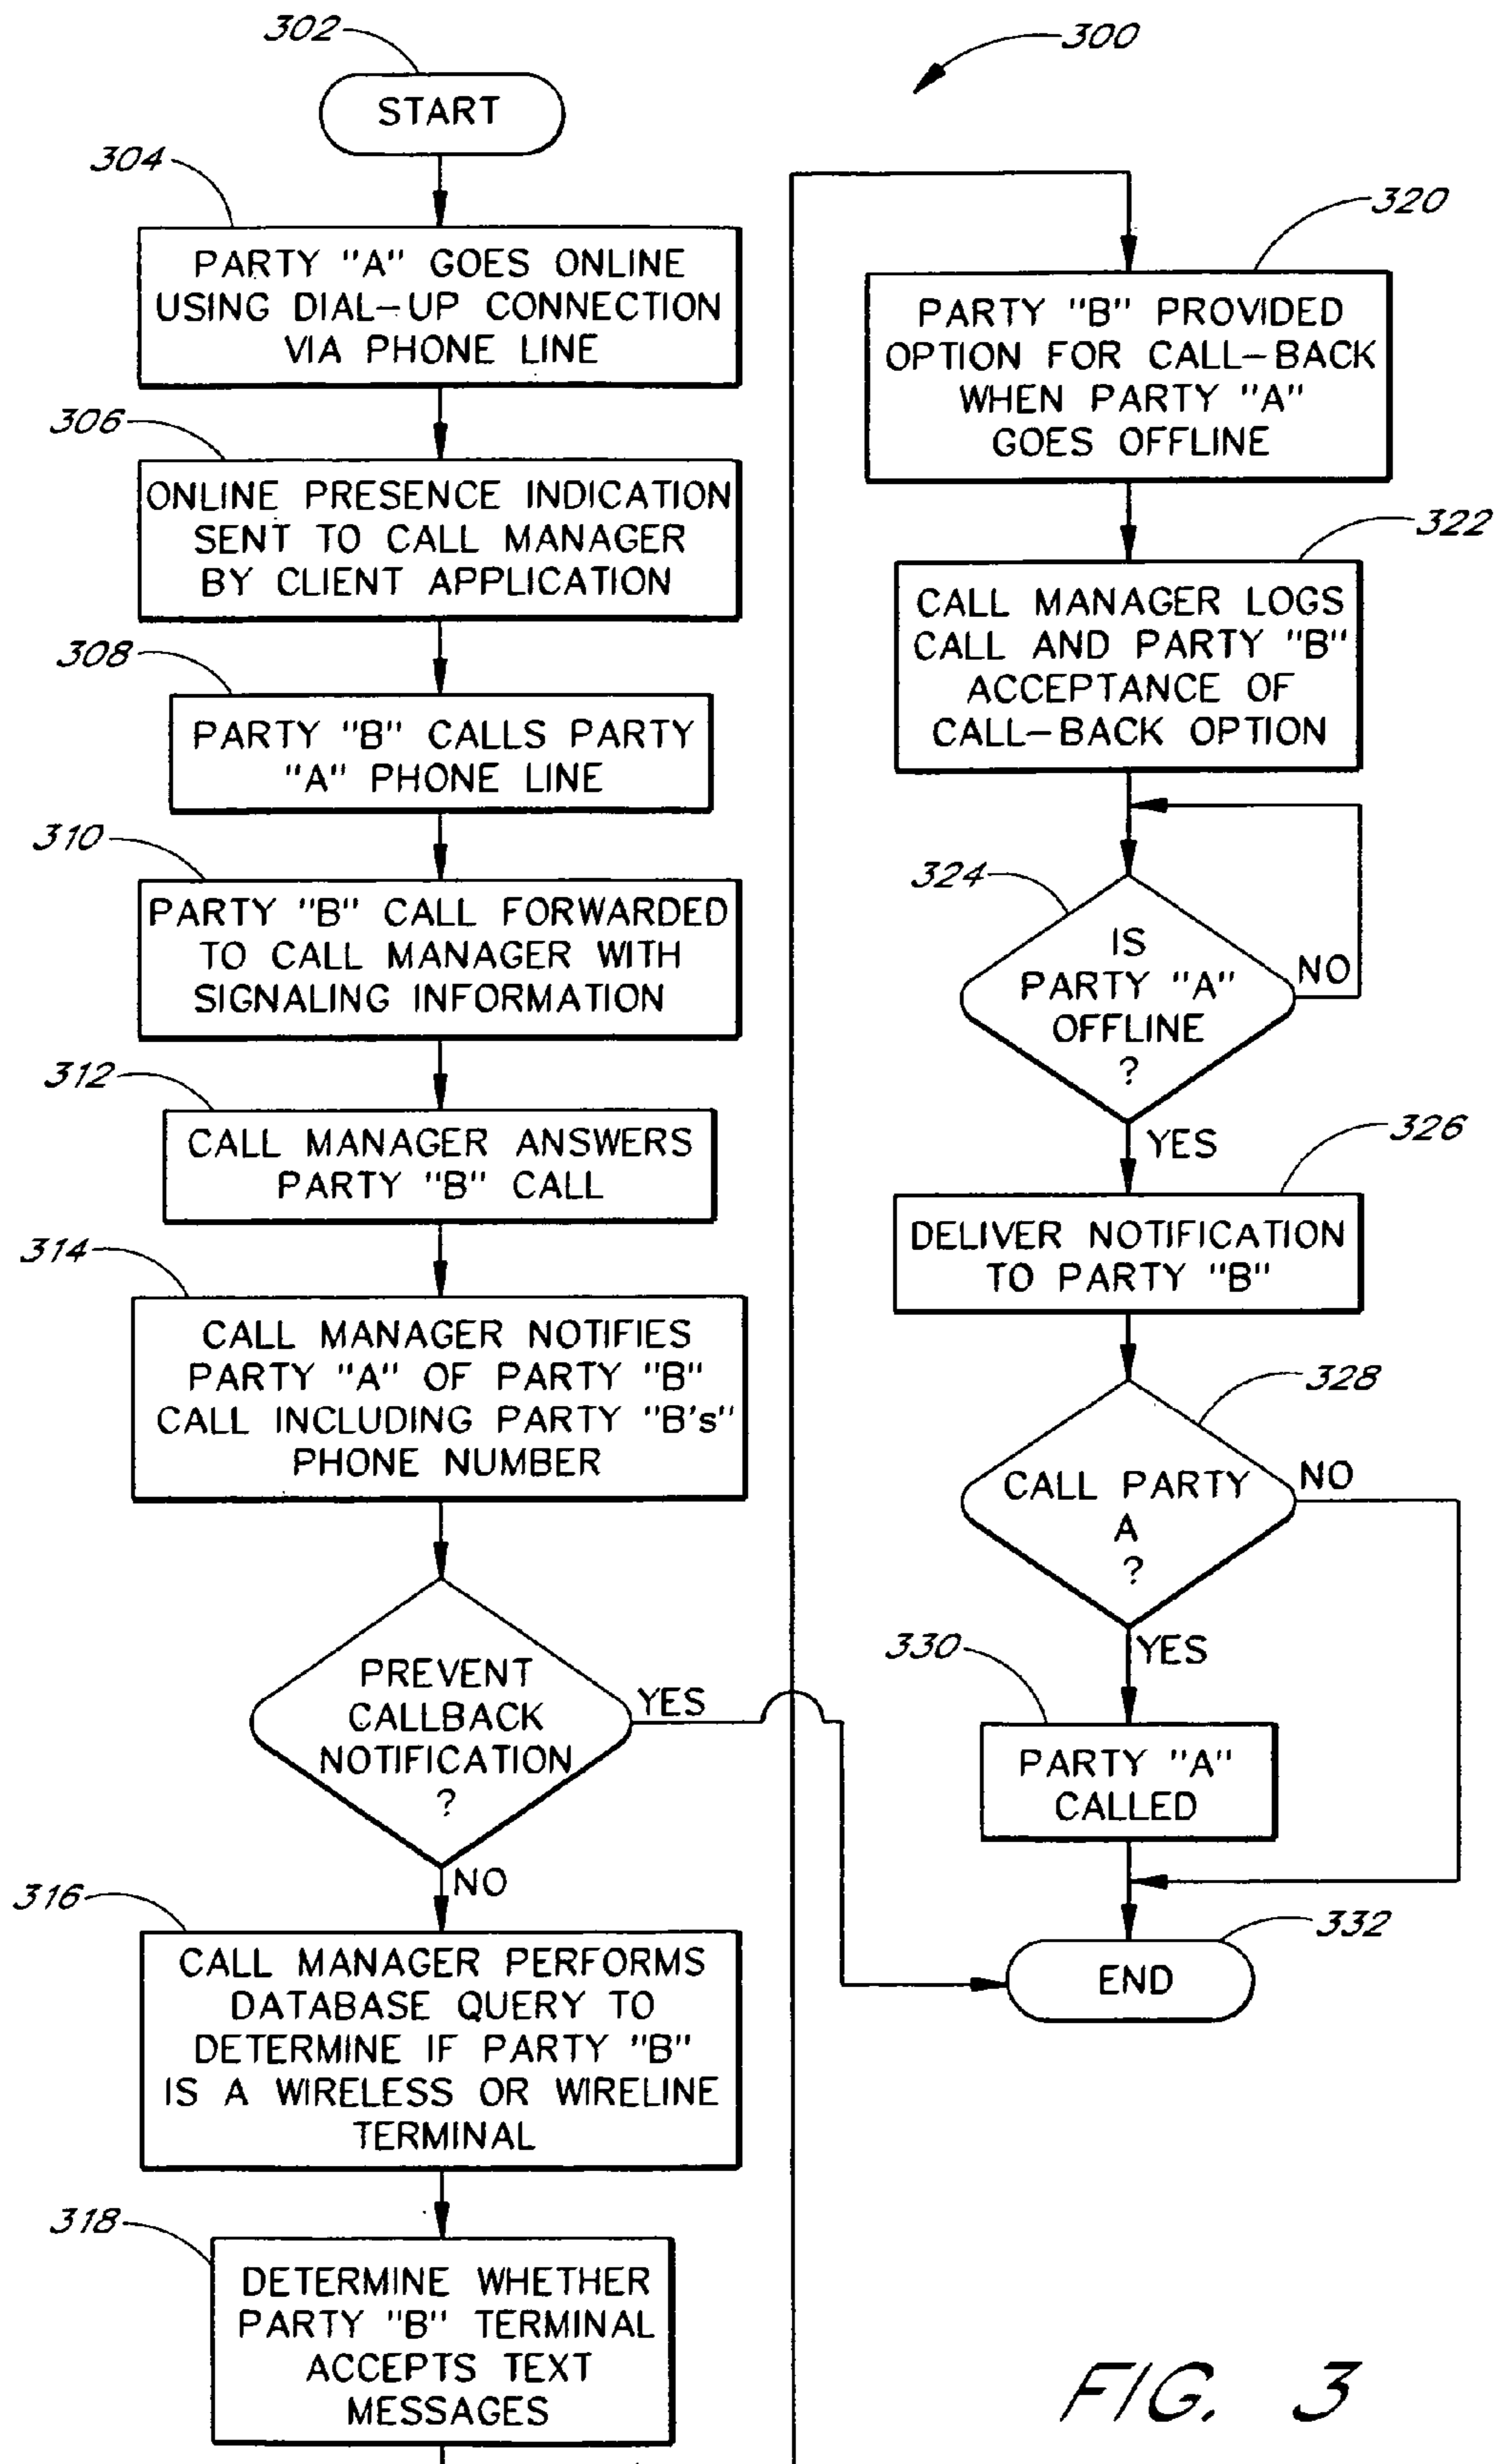 302
START
304
PARTY "A" GOES ONLINE
USING DIAL-UP CONNECTION
VIA PHONE LINE
306
ONLINE PRESENCE INDICATION
SENT TO CALL MANAGER
BY CLIENT APPLICATION
308
PARTY "B" CALLS PARTY
"A" PHONE LINE
310
PARTY "B" CALL FORWARDED
TO CALL MANAGER WITH
SIGNALING INFORMATION
312
CALL MANAGER ANSWERS
PARTY "B" CALL
314
CALL MANAGER NOTIFIES
PARTY "A" OF PARTY "B"
CALL INCLUDING PARTY "B's"
PHONE NUMBER
PREVENT
CALLBACK
NOTIFICATION
?
YES
NO
316
CALL MANAGER PERFORMS
DATABASE QUERY TO
DETERMINE IF PARTY "B"
IS A WIRELESS OR WIRELINE
TERMINAL
318
DETERMINE WHETHER
PARTY "B" TERMINAL
ACCEPTS TEXT
MESSAGES
300
320
PARTY "B" PROVIDED
OPTION FOR CALL-BACK
WHEN PARTY "A"
GOES OFFLINE
322
CALL MANAGER LOGS
CALL AND PARTY "B"
ACCEPTANCE OF
CALL-BACK OPTION
324
IS
PARTY "A"
OFFLINE
?
NO
YES
326
DELIVER NOTIFICATION
TO PARTY "B"
328
CALL PARTY
A
?
NO
YES
330
PARTY "A"
CALLED
332
END
FIG. 3